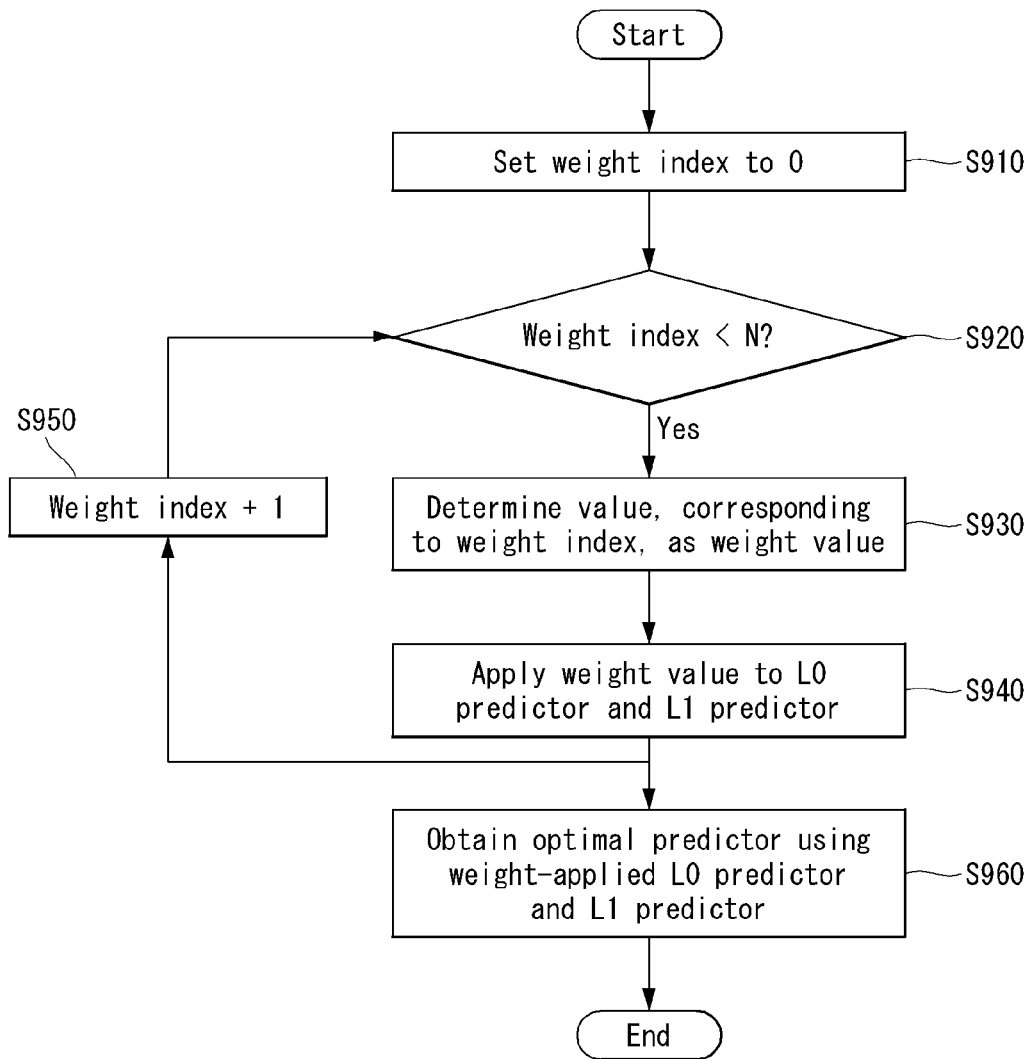 Start
Set weight index to 0
S910
Weight index < N?
S920
Yes
S950
Weight index + 1
Determine value, corresponding
to weight index, as weight value
S930
Apply weight value to L0
predictor and L1 predictor
S940
Obtain optimal predictor using
weight-applied L0 predictor
and L1 predictor
S960
End